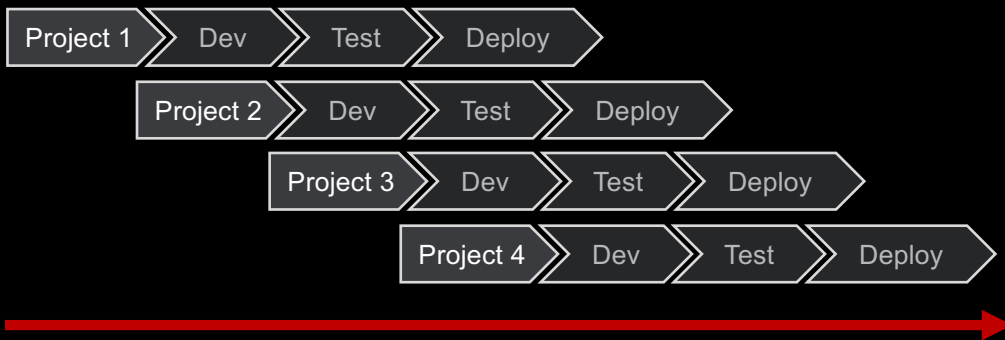 Project 1 Dev Test Deploy
Project 2 Dev Test Deploy
Project 3 Dev Test Deploy
Project 4 Dev Test Deploy